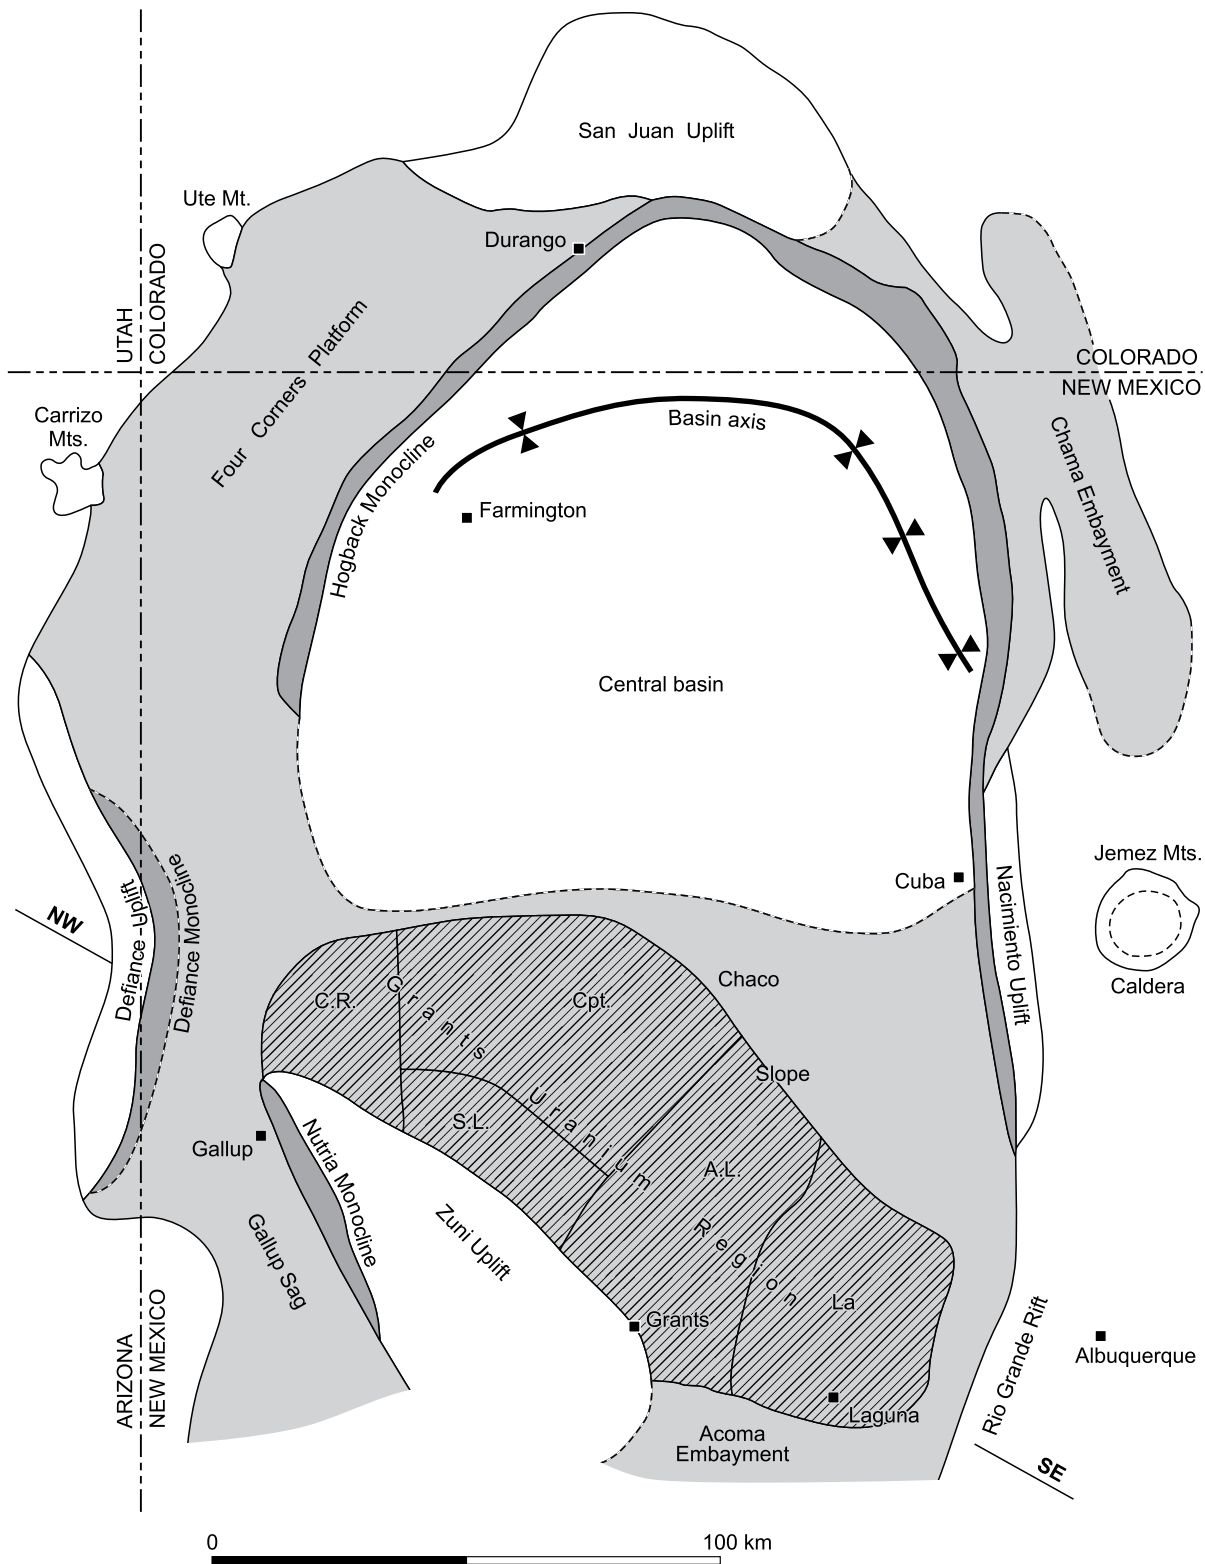 San Juan Uplift
Ute Mt.
Durango
UTAH
COLORADO
Four Corners Platform
COLORADO
NEW MEXICO
Carrizo
Mts.
Basin axis
Chama Embayment
Hogback Monocline
Farmington
Central basin
Jemez Mts.
Caldera
Cuba
Nacimiento Uplift
NW
Defiance Uplift
Defiance Monocline
Chaco
Slope
C.R.
Cpt.
Grants Uranium Region
S.L.
A.L.
La
Gallup
Nutria Monocline
Zuni Uplift
Gallup Sag
Grants
Laguna
Acoma
Embayment
Rio Grande Rift
Albuquerque
ARIZONA
NEW MEXICO
SE
0 100 km